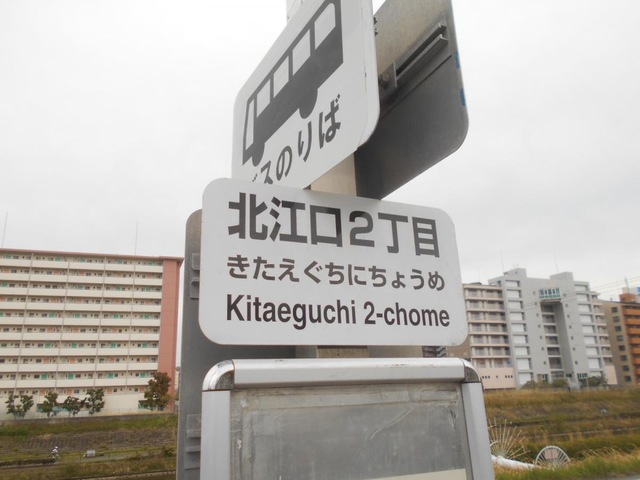 バスのりば
北江口2丁目
きたえぐちにちょうめ
Kitaeguchi 2-chome